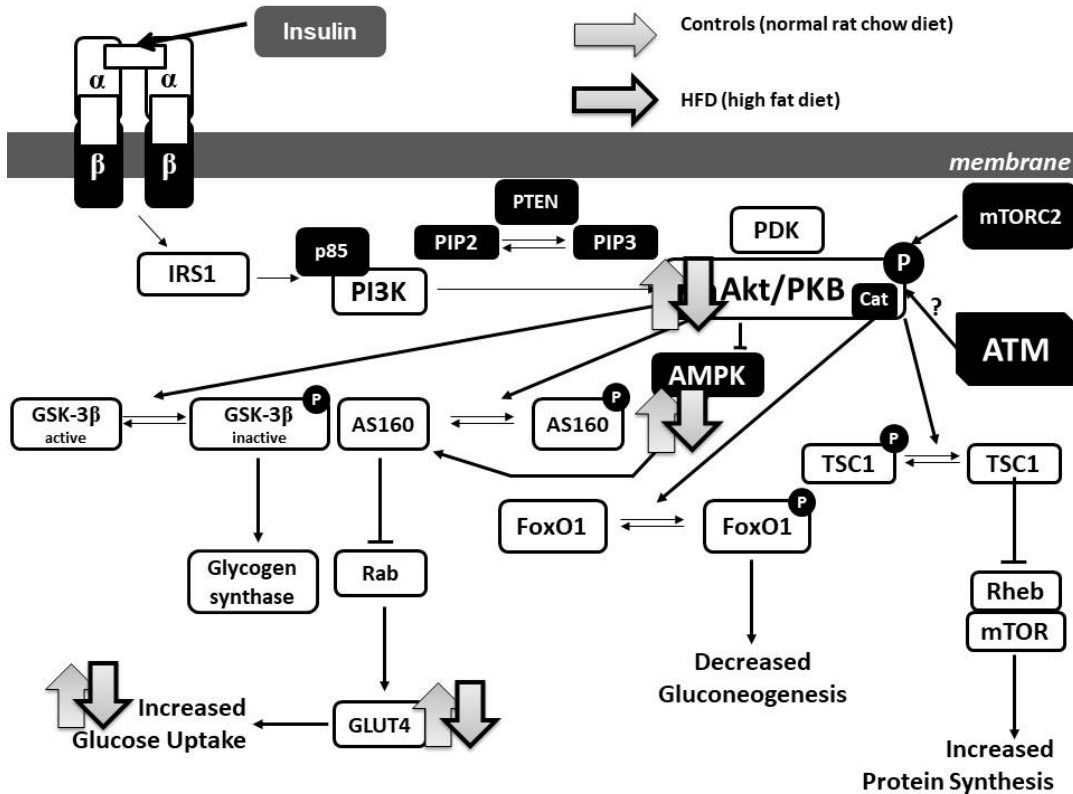 Insulin
Controls (normal rat chow diet)
HFD (high fat diet)
α
α
β
β
membrane
PTEN
mTORC2
PIP2
PIP3
PDK
p85
P
IRS1
PI3K
Akt/PKB
Cat
?
ATM
AMPK
GSK-3β
active
GSK-3β
inactive
P
AS160
AS160
P
TSC1
P
TSC1
FoxO1
FoxO1
P
Glycogen
synthase
Rab
Rheb
mTOR
Decreased
Gluconeogenesis
Increased
Glucose Uptake
GLUT4
Increased
Protein Synthesis